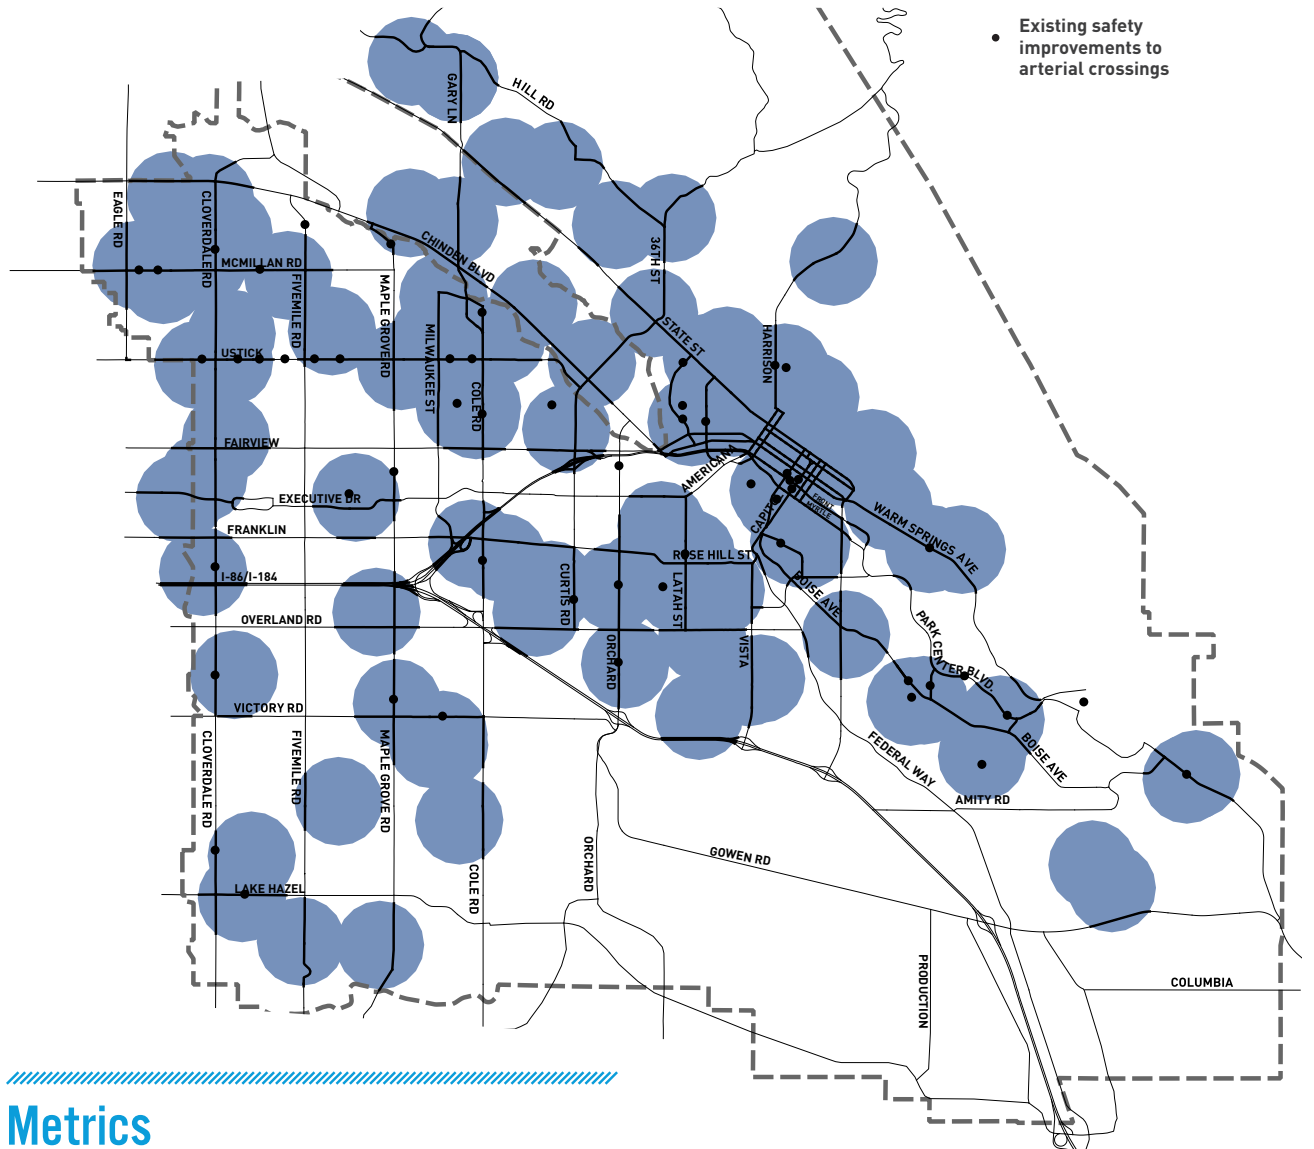 Existing safety
improvements to
arterial crossings
GARY LN
HILL RD
EAGLE RD
CLOVERDALE RD
MCMILLAN RD
FIVEMILE RD
CHINDEN BLVD
36TH ST
MAPLE GROVE RD
MILWAUKEE ST
STATE ST
HARRISON
USTICK
COLE RD
FAIRVIEW
AMERICANA
EXECUTIVE DR
FRONT
MYRTLE
CAPITOL
WARM SPRINGS AVE
FRANKLIN
ROSE HILL ST
I-86/I-184
CURTIS RD
LATAH ST
BOISE AVE
OVERLAND RD
ORCHARD
VISTA
PARK CENTER BLVD.
VICTORY RD
CLOVERDALE RD
FIVEMILE RD
MAPLE GROVE RD
FEDERAL WAY
BOISE AVE
AMITY RD
ORCHARD
GOWEN RD
COLE RD
LAKE HAZEL
PRODUCTION
COLUMBIA
Metrics